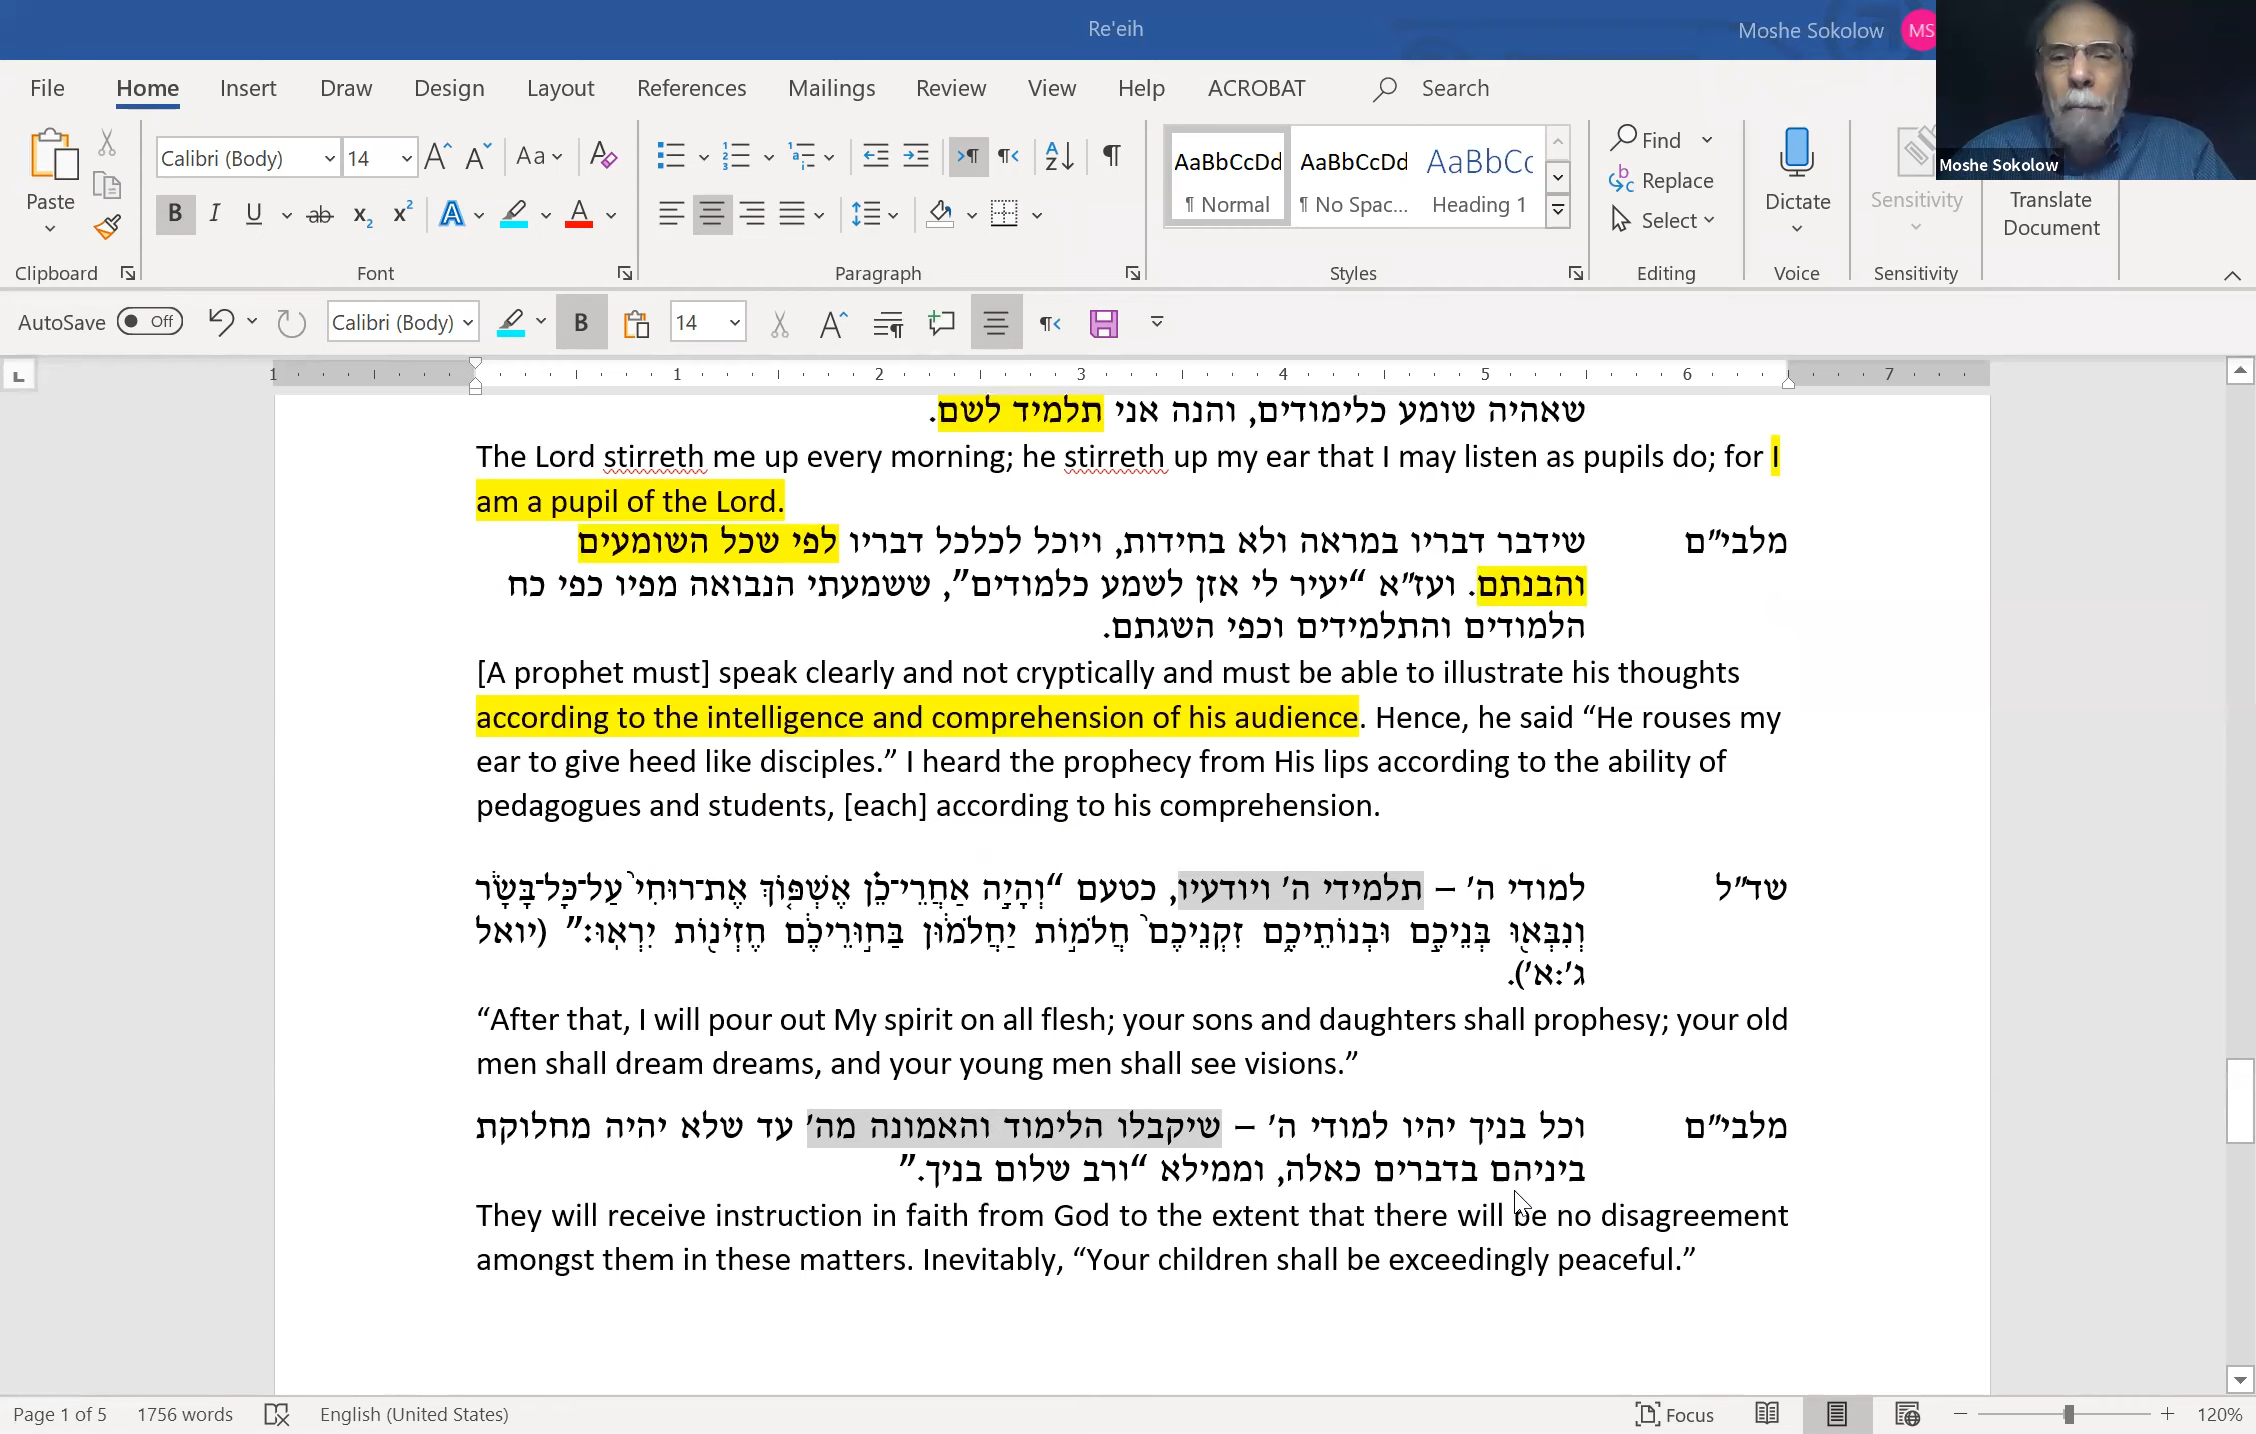 Re'eih
Moshe Sokolow
MS
File Home Insert Draw Design Layout References Mailings Review View Help ACROBAT Search
Moshe Sokolow
Paste
Clipboard
Calibri (Body) 14
Font
Paragraph
AaBbCcDd AaBbCcDd AaBbCc
¶ Normal ¶ No Spac... Heading 1
Styles
Find
Replace
Select
Editing
Dictate
Voice
Sensitivity
Sensitivity
Translate
Document
AutoSave Off Calibri (Body) B 14
1 1 2 3 4 5 6 7
שאהיה שומע כלימודים, והנה אני תלמיד לשם.
The Lord stirreth me up every morning; he stirreth up my ear that I may listen as pupils do; for I
am a pupil of the Lord.
מלבי״ם שידבר דבריו במראה ולא בחידות, ויוכל לכלכל דבריו לפי שכל השומעים
והבנתם. ועז״א “יעיר לי אזן לשמע כלמודים”, ששמעתי הנבואה מפיו כפי כח
הלמודים והתלמידים וכפי השגתם.
[A prophet must] speak clearly and not cryptically and must be able to illustrate his thoughts
according to the intelligence and comprehension of his audience. Hence, he said “He rouses my
ear to give heed like disciples.” I heard the prophecy from His lips according to the ability of
pedagogues and students, [each] according to his comprehension.
שד״ל למודי ה׳ – תלמידי ה׳ ויודעיו, כטעם “וְהָיָ֣ה אַֽחֲרֵי־כֵ֗ן אֶשְׁפּ֤וֹךְ אֶת־רוּחִי֙ עַל־כׇּל־בָּשָׂ֔ר
וְנִבְּא֖וּ בְּנֵיכֶ֣ם וּבְנוֹתֵיכֶ֑ם זִקְנֵיכֶם֙ חֲלֹמ֣וֹת יַחֲלֹמ֔וּן בַּח֣וּרֵיכֶ֔ם חֶזְיֹנ֖וֹת יִרְאֽוּ׃” (יואל
ג׳:א׳).
“After that, I will pour out My spirit on all flesh; your sons and daughters shall prophesy; your old
men shall dream dreams, and your young men shall see visions.”
מלבי״ם וכל בניך יהיו למודי ה׳ – שיקבלו הלימוד והאמונה מה׳ עד שלא יהיה מחלוקת
ביניהם בדברים כאלה, וממילא “ורב שלום בניך.”
They will receive instruction in faith from God to the extent that there will be no disagreement
amongst them in these matters. Inevitably, “Your children shall be exceedingly peaceful.”
Page 1 of 5 1756 words English (United States) Focus 120%